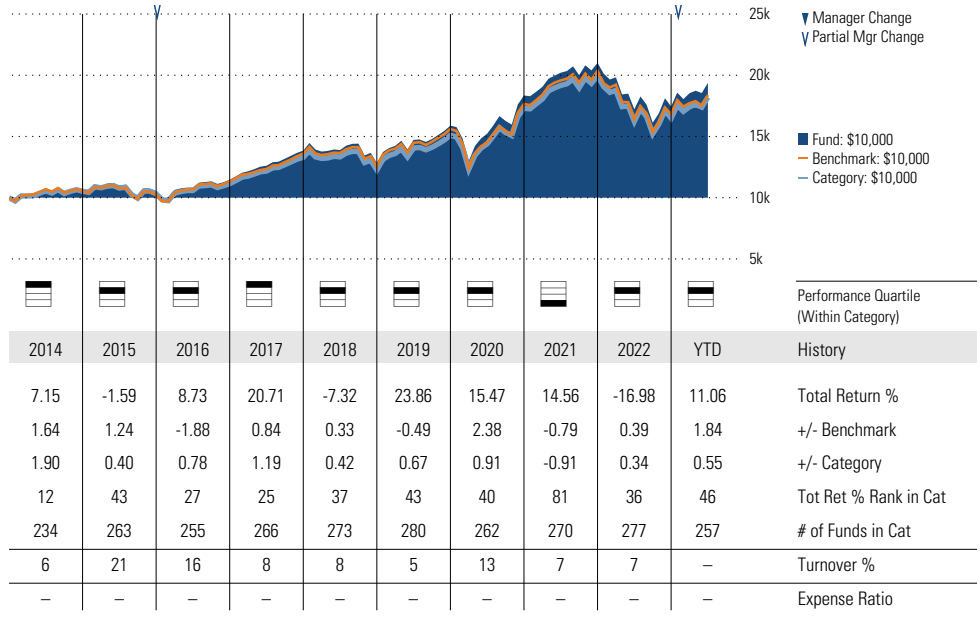 25k
20k
15k
10k
5k
Manager Change
Partial Mgr Change
Fund: $10,000
Benchmark: $10,000
Category: $10,000
Performance Quartile
(Within Category)
2014 2015 2016 2017 2018 2019 2020 2021 2022 YTD History
7.15 -1.59 8.73 20.71 -7.32 23.86 15.47 14.56 -16.98 11.06 Total Return %
1.64 1.24 -1.88 0.84 0.33 -0.49 2.38 -0.79 0.39 1.84 +/- Benchmark
1.90 0.40 0.78 1.19 0.42 0.67 0.91 -0.91 0.34 0.55 +/- Category
12 43 27 25 37 43 40 81 36 46 Tot Ret % Rank in Cat
234 263 255 266 273 280 262 270 277 257 # of Funds in Cat
6 21 16 8 8 5 13 7 7 – Turnover %
– – – – – – – – – – Expense Ratio